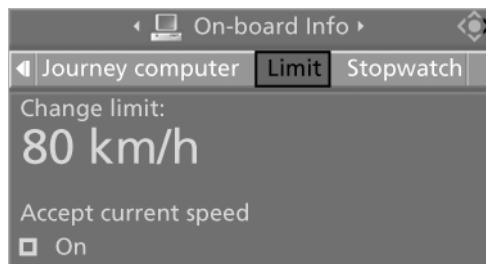 On-board Info
Journey computer Limit Stopwatch
Change limit:
80 km/h
Accept current speed
On